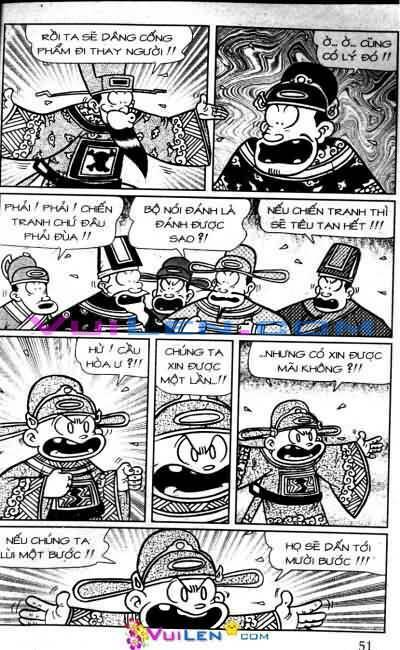 RỒI TA SẼ DÂNG CỐNG
PHẨM ĐI THAY NGƯỜI !!
Ờ... Ờ... CŨNG
CÓ LÝ ĐÓ !!
PHẢI ! PHẢI ! CHIẾN
TRANH CHỨ ĐÂU
PHẢI ĐÙA !!
BỘ NÓI ĐÁNH LÀ
ĐÁNH ĐƯỢC
SAO ?!
NẾU CHIẾN TRANH THÌ
SẼ TIÊU TAN HẾT !!!
VUILEN.COM
HỪ ! CẦU
HÒA Ư ?!!
CHÚNG TA
XIN ĐƯỢC
MỘT LẦN..!!
...NHƯNG CÓ XIN ĐƯỢC
MÃI KHÔNG ?!!
NẾU CHÚNG TA
LÙI MỘT BƯỚC !!!
HỌ SẼ DẤN TỚI
MƯỜI BƯỚC !!!
VUILEN.COM
51